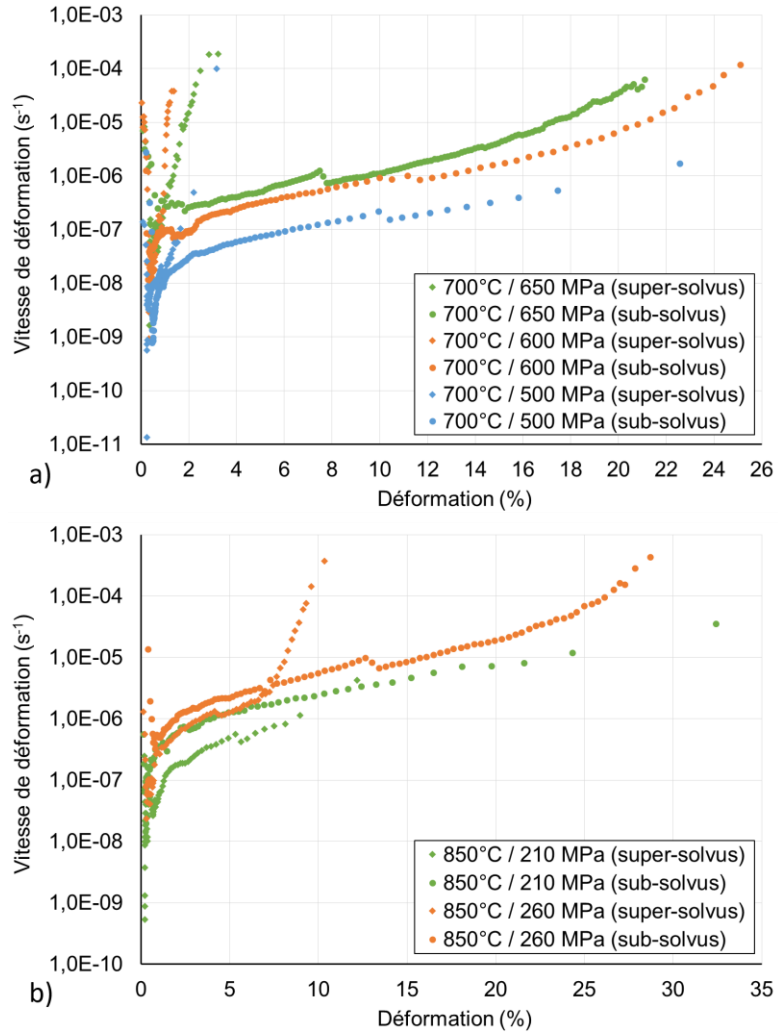 1,0E-03
1,0E-04
1,0E-05
1,0E-06
1,0E-07
1,0E-08
1,0E-09
1,0E-10
1,0E-11
Vitesse de déformation (s-1)
700°C / 650 MPa (super-solvus)
700°C / 650 MPa (sub-solvus)
700°C / 600 MPa (super-solvus)
700°C / 600 MPa (sub-solvus)
700°C / 500 MPa (super-solvus)
700°C / 500 MPa (sub-solvus)
0 2 4 6 8 10 12 14 16 18 20 22 24 26
a)
Déformation (%)
1,0E-03
1,0E-04
1,0E-05
1,0E-06
1,0E-07
1,0E-08
1,0E-09
1,0E-10
Vitesse de déformation (s-1)
850°C / 210 MPa (super-solvus)
850°C / 210 MPa (sub-solvus)
850°C / 260 MPa (super-solvus)
850°C / 260 MPa (sub-solvus)
0 5 10 15 20 25 30 35
b)
Déformation (%)